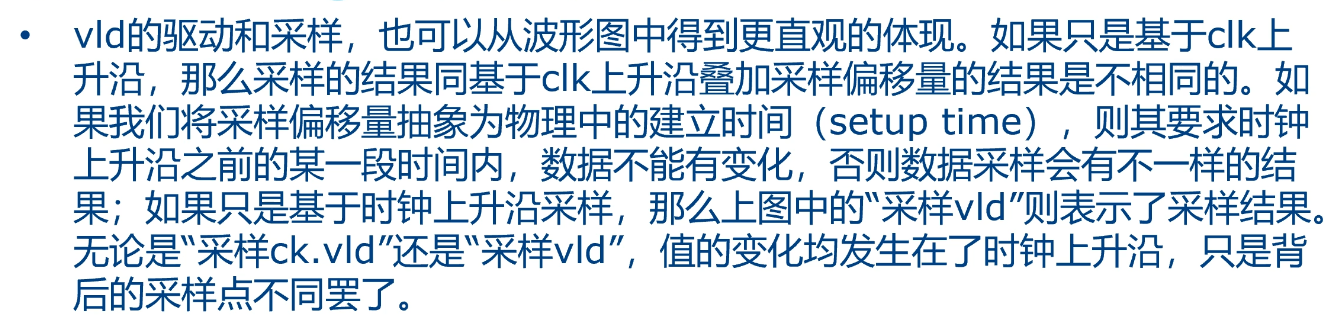 • vld的驱动和采样，也可以从波形图中得到更直观的体现。如果只是基于clk上
升沿，那么采样的结果同基于clk上升沿叠加采样偏移量的结果是不相同的。如
果我们将采样偏移量抽象为物理中的建立时间（setup time），则其要求时钟
上升沿之前的某一段时间内，数据不能有变化，否则数据采样会有不一样的结
果；如果只是基于时钟上升沿采样，那么上图中的“采样vld”则表示了采样结果。
无论是“采样ck.vld”还是“采样vld”，值的变化均发生在了时钟上升沿，只是背
后的采样点不同罢了。